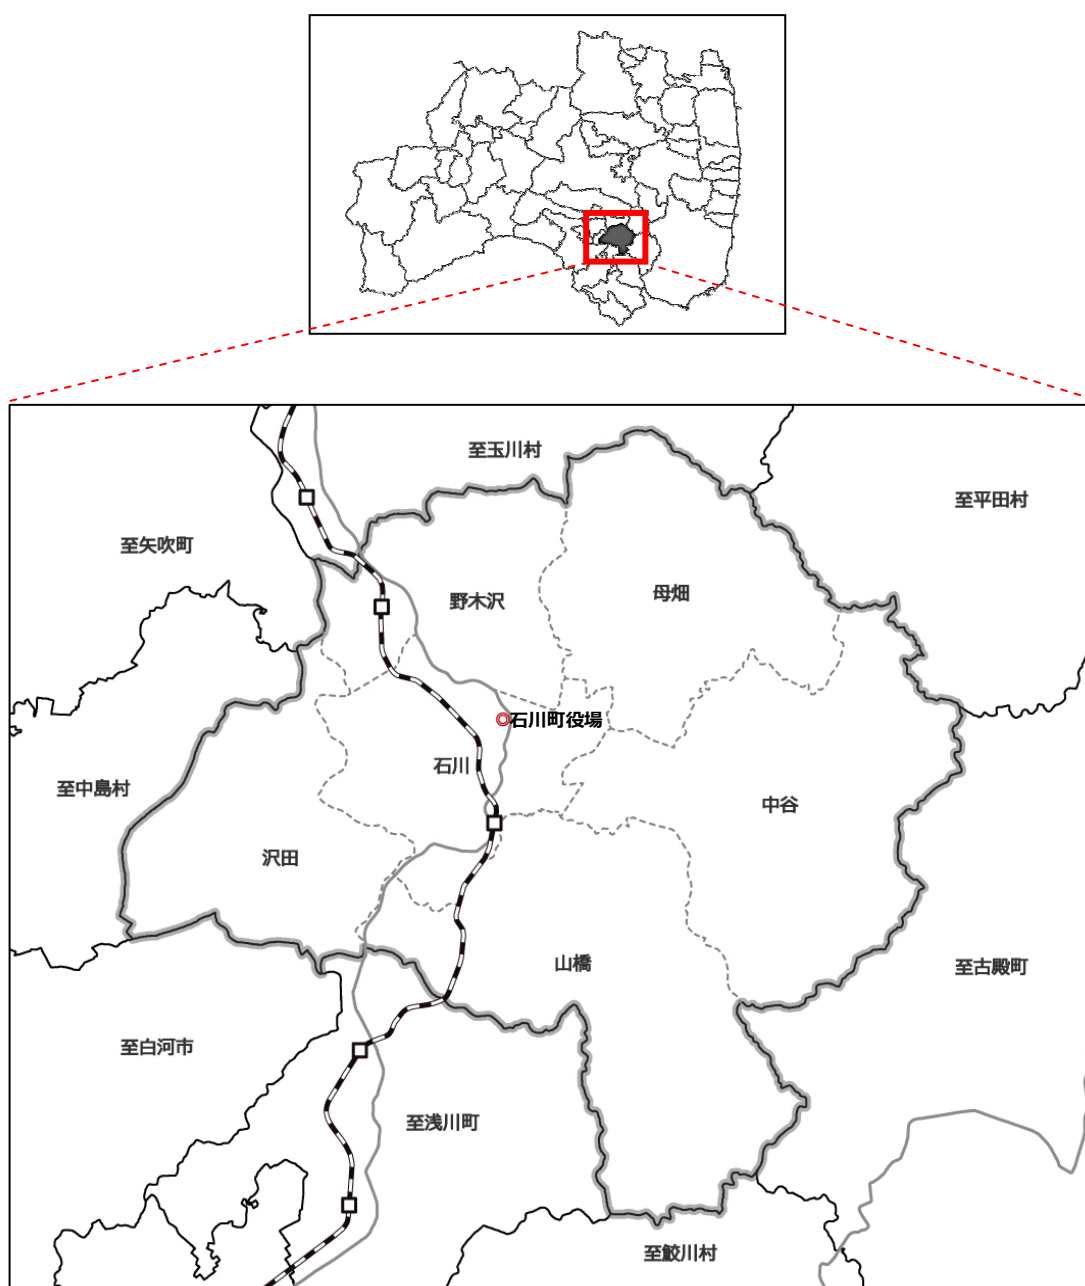 至玉川村
至平田村
至矢吹町
母畑
野木沢
石川町役場
石川
至中島村
中谷
沢田
山橋
至古殿町
至白河市
至浅川町
至鮫川村